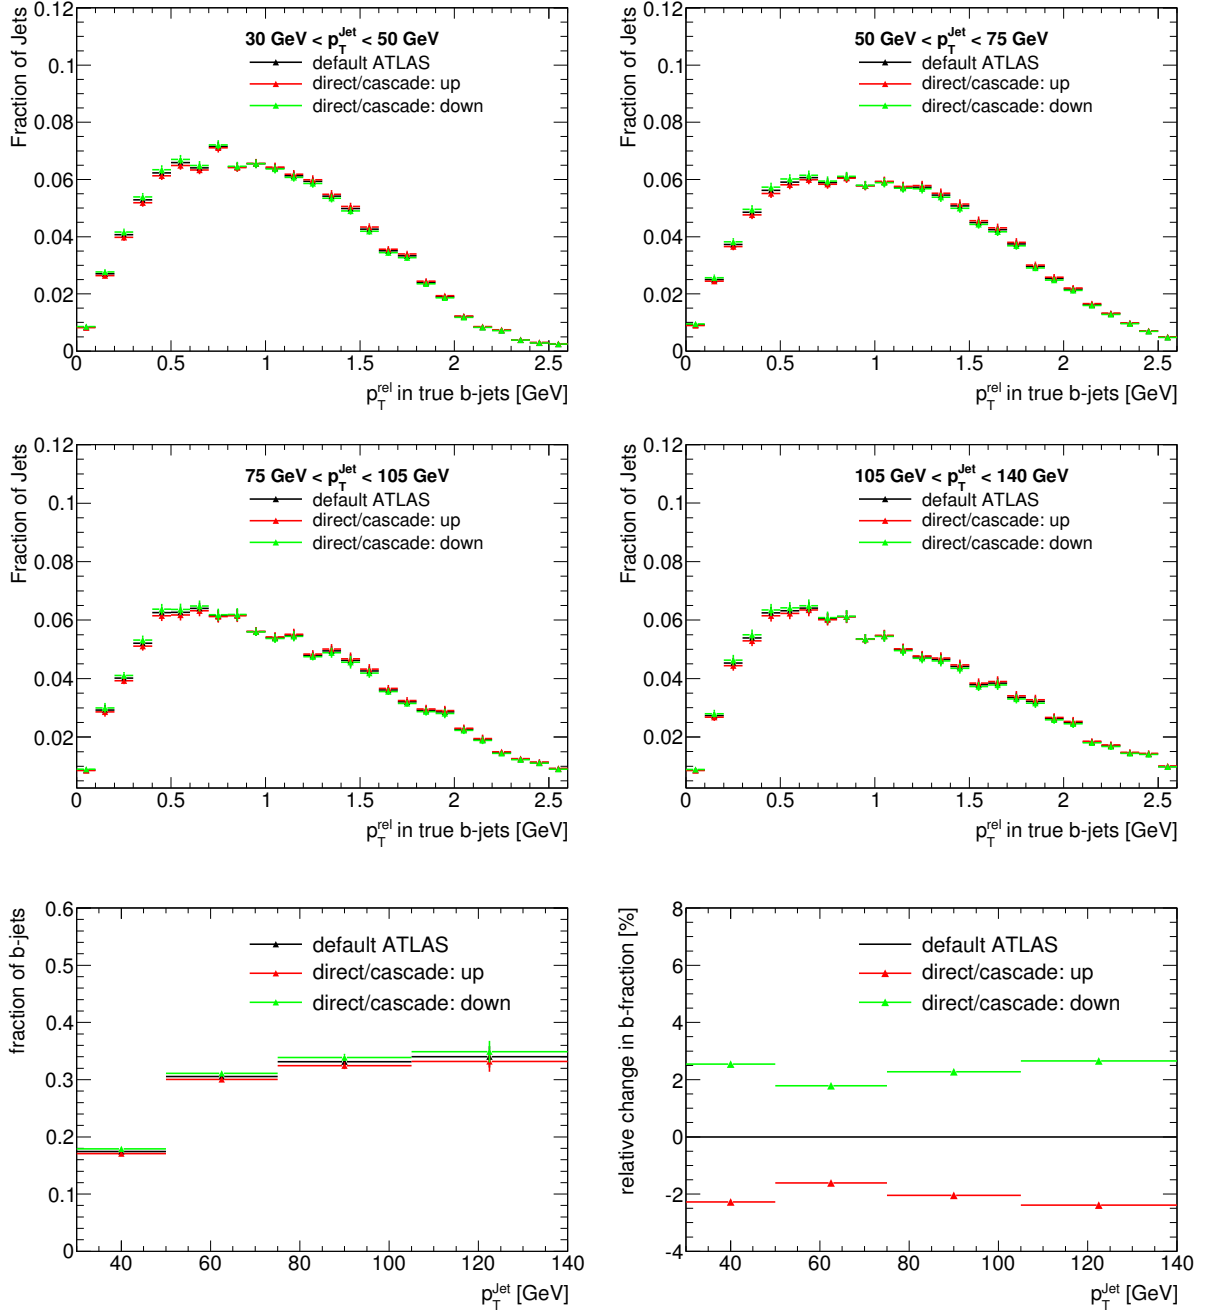 Fraction of Jets
0.12
0.1
0.08
0.06
0.04
0.02
0
30 GeV < p_T^Jet < 50 GeV
default ATLAS
direct/cascade: up
direct/cascade: down
0 0.5 1 1.5 2 2.5
p_T^rel in true b-jets [GeV]
Fraction of Jets
0.12
0.1
0.08
0.06
0.04
0.02
0
50 GeV < p_T^Jet < 75 GeV
default ATLAS
direct/cascade: up
direct/cascade: down
0 0.5 1 1.5 2 2.5
p_T^rel in true b-jets [GeV]
Fraction of Jets
0.12
0.1
0.08
0.06
0.04
0.02
75 GeV < p_T^Jet < 105 GeV
default ATLAS
direct/cascade: up
direct/cascade: down
0 0.5 1 1.5 2 2.5
p_T^rel in true b-jets [GeV]
Fraction of Jets
0.12
0.1
0.08
0.06
0.04
0.02
105 GeV < p_T^Jet < 140 GeV
default ATLAS
direct/cascade: up
direct/cascade: down
0 0.5 1 1.5 2 2.5
p_T^rel in true b-jets [GeV]
fraction of b-jets
0.6
0.5
0.4
0.3
0.2
0.1
0
default ATLAS
direct/cascade: up
direct/cascade: down
40 60 80 100 120 140
p_T^Jet [GeV]
relative change in b-fraction [%]
8
6
4
2
0
-2
-4
default ATLAS
direct/cascade: up
direct/cascade: down
40 60 80 100 120 140
p_T^Jet [GeV]